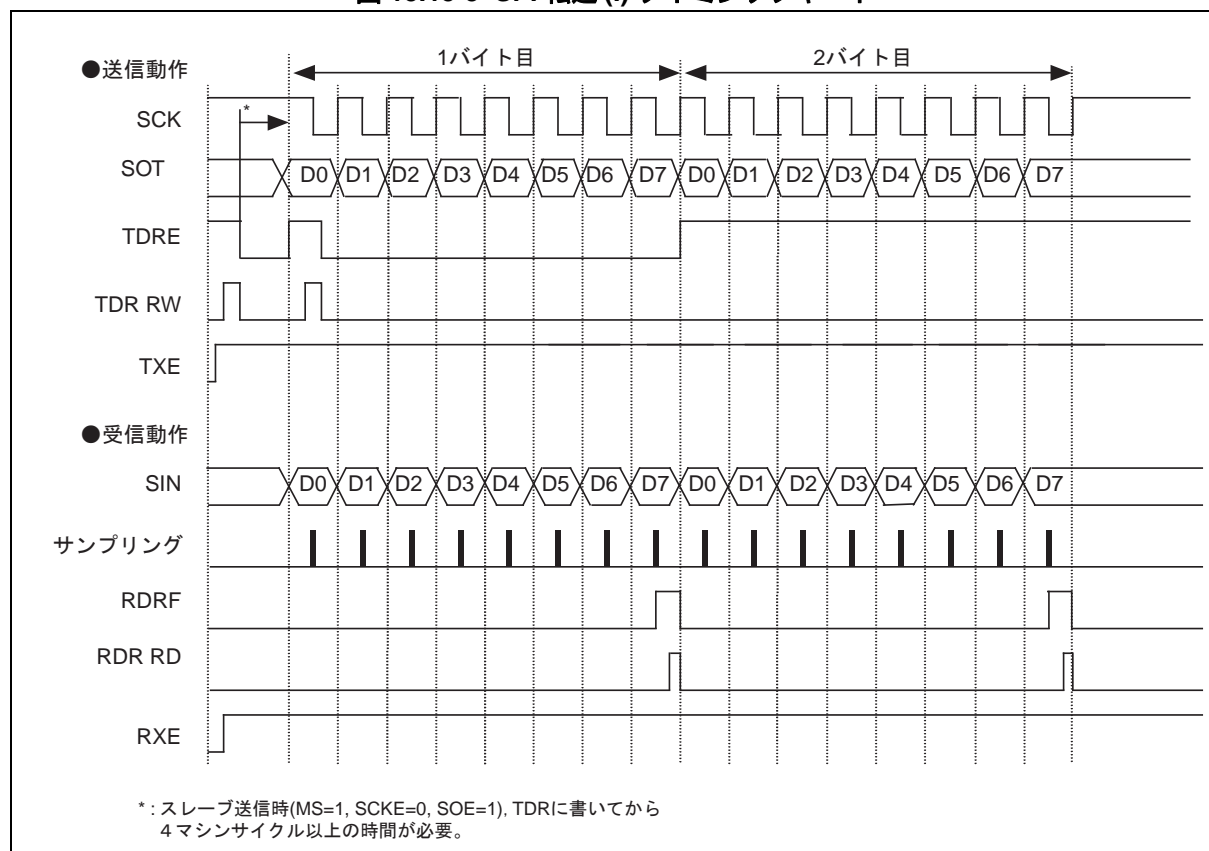 ●送信動作
1バイト目 2バイト目
*
SCK
SOT D0 D1 D2 D3 D4 D5 D6 D7 D0 D1 D2 D3 D4 D5 D6 D7
TDRE
TDR RW
TXE
●受信動作
SIN D0 D1 D2 D3 D4 D5 D6 D7 D0 D1 D2 D3 D4 D5 D6 D7
サンプリング
RDRF
RDR RD
RXE
* : スレーブ送信時(MS=1, SCKE=0, SOE=1), TDRに書いてから
4マシンサイクル以上の時間が必要。